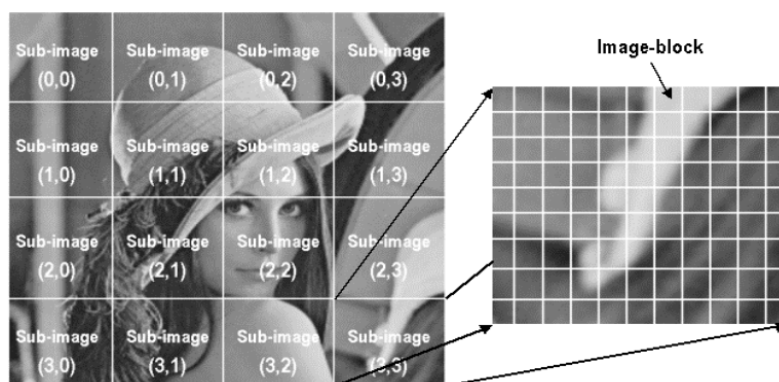 Sub-image Sub-image Sub-image Sub-image
(0,0) (0,1) (0,2) (0,3)
Image-block
Sub-image Sub-image Sub-image Sub-image
(1,0) (1,1) (1,2) (1,3)
Sub-image Sub-image Sub-image Sub-image
(2,0) (2,1) (2,2) (2,3)
Sub-image Sub-image Sub-image Sub-image
(3,0) (3,1) (3,2) (3,3)